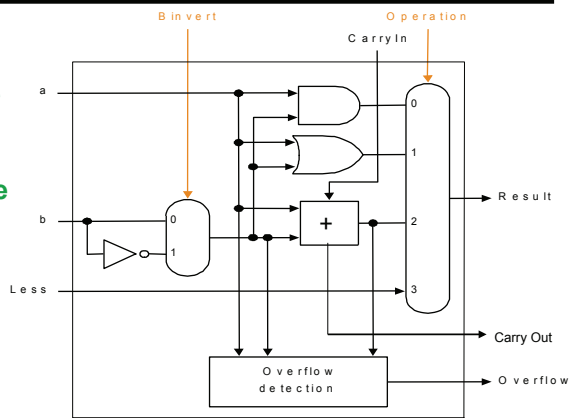 Binvert
Operation
CarryIn
a
0
1
e
b
0
1
+
2
Result
Less
3
Carry Out
Overflow
detection
Overflow